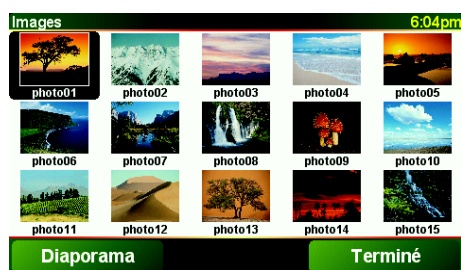 Images 6:04pm
photo01 photo02 photo03 photo04 photo05
photo06 photo07 photo08 photo09 photo10
photo11 photo12 photo13 photo14 photo15
Diaporama Terminé